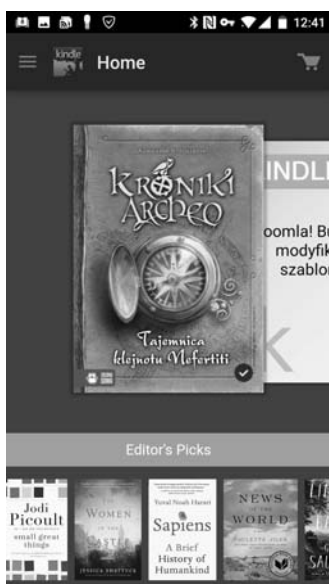 12:41
kindle
Home
KRONIKI
ARCHEO
Tajemnica
klejnotu Nefertiti
INDL
oomla! Bu
modyfik
szablo
K
Editor's Picks
Jodi
Picoult
small great
things
THE
WOMEN
IN THE
CASTLE
JESSICA SHATTUCK
Yuval Noah Harari
Sapiens
A Brief
History of
Humankind
NEWS
OF THE
WORLD
PAULETTE JILES